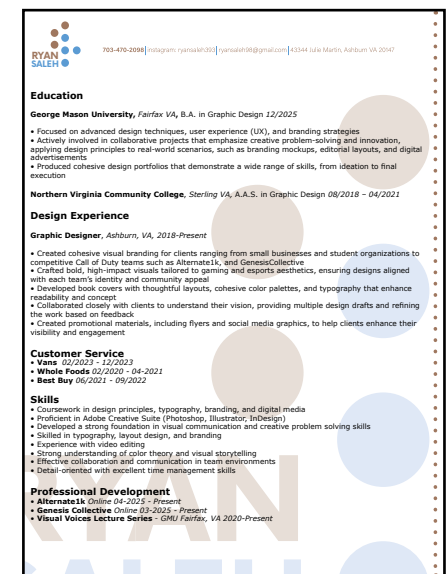 RYAN
SALEH
703-470-2098 instagram: ryansaleh393 ryansaleh98@gmail.com 43344 Julie Martin, Ashburn VA 20147
Education
George Mason University, Fairfax VA, B.A. in Graphic Design 12/2025
• Focused on advanced design techniques, user experience (UX), and branding strategies
• Actively involved in collaborative projects that emphasize creative problem-solving and innovation,
applying design principles to real-world scenarios, such as branding mockups, editorial layouts, and digital
advertisements
• Produced cohesive design portfolios that demonstrate a wide range of skills, from ideation to final
execution
Northern Virginia Community College, Sterling VA, A.A.S. in Graphic Design 08/2018 – 04/2021
Design Experience
Graphic Designer, Ashburn, VA, 2018-Present
• Created cohesive visual branding for clients ranging from small businesses and student organizations to
competitive Call of Duty teams such as Alternate1k, and GenesisCollective
• Crafted bold, high-impact visuals tailored to gaming and esports aesthetics, ensuring designs aligned
with each team's identity and community appeal
• Developed book covers with thoughtful layouts, cohesive color palettes, and typography that enhance
readability and concept
• Collaborated closely with clients to understand their vision, providing multiple design drafts and refining
the work based on feedback
• Created promotional materials, including flyers and social media graphics, to help clients enhance their
visibility and engagement
Customer Service
• Vans 02/2023 - 12/2023
• Whole Foods 02/2020 - 04-2021
• Best Buy 06/2021 - 09/2022
Skills
• Coursework in design principles, typography, branding, and digital media
• Proficient in Adobe Creative Suite (Photoshop, Illustrator, InDesign)
• Developed a strong foundation in visual communication and creative problem solving skills
• Skilled in typography, layout design, and branding
• Experience with video editing
• Strong understanding of color theory and visual storytelling
• Effective collaboration and communication in team environments
• Detail-oriented with excellent time management skills
Professional Development
• Alternate1k Online 04-2025 - Present
• Genesis Collective Online 03-2025 - Present
• Visual Voices Lecture Series - GMU Fairfax, VA 2020-Present
RYAN
SALEH